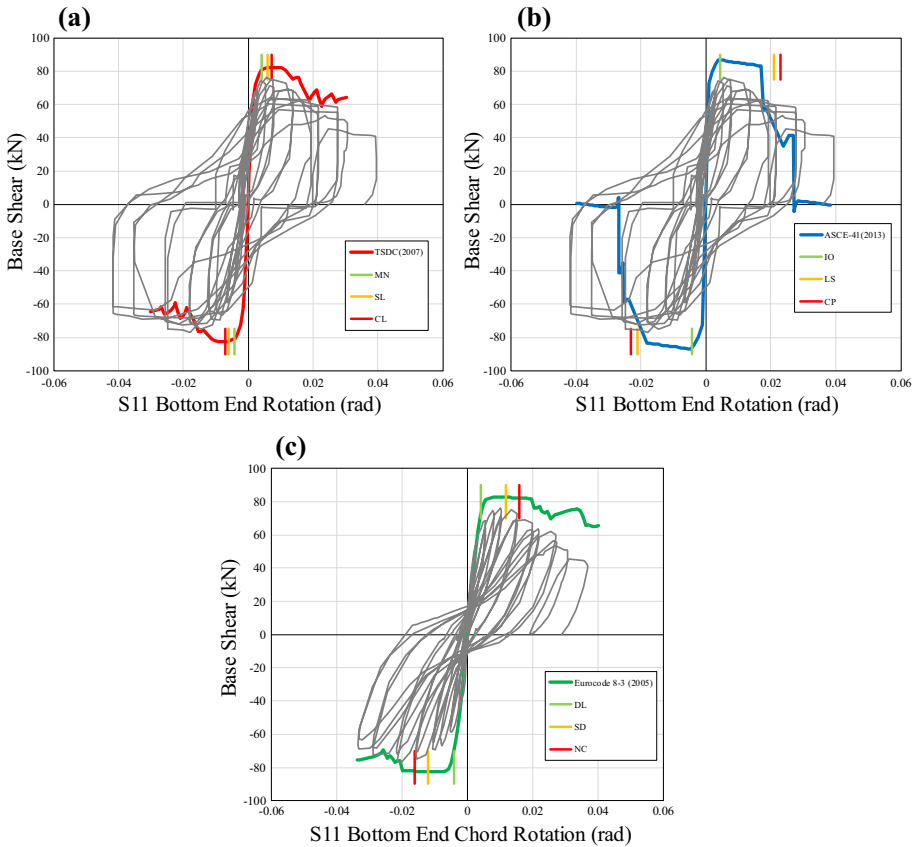 (a)
100
80
60
40
20
0
-20
-40
-60
-80
-100
-0.06
-0.04
-0.02
0
0.02
0.04
0.06
Base Shear (kN)
S11 Bottom End Rotation (rad)
TSDC(2007)
MN
SL
CL
(b)
100
80
60
40
20
0
-20
-40
-60
-80
-100
-0.06
-0.04
-0.02
0
0.02
0.04
0.06
Base Shear (kN)
S11 Bottom End Rotation (rad)
ASCE-41(2013)
IO
LS
CP
(c)
100
80
60
40
20
0
-20
-40
-60
-80
-100
-0.06
-0.04
-0.02
0
0.02
0.04
0.06
Base Shear (kN)
S11 Bottom End Chord Rotation (rad)
Eurocode 8-3 (2005)
DL
SD
NC